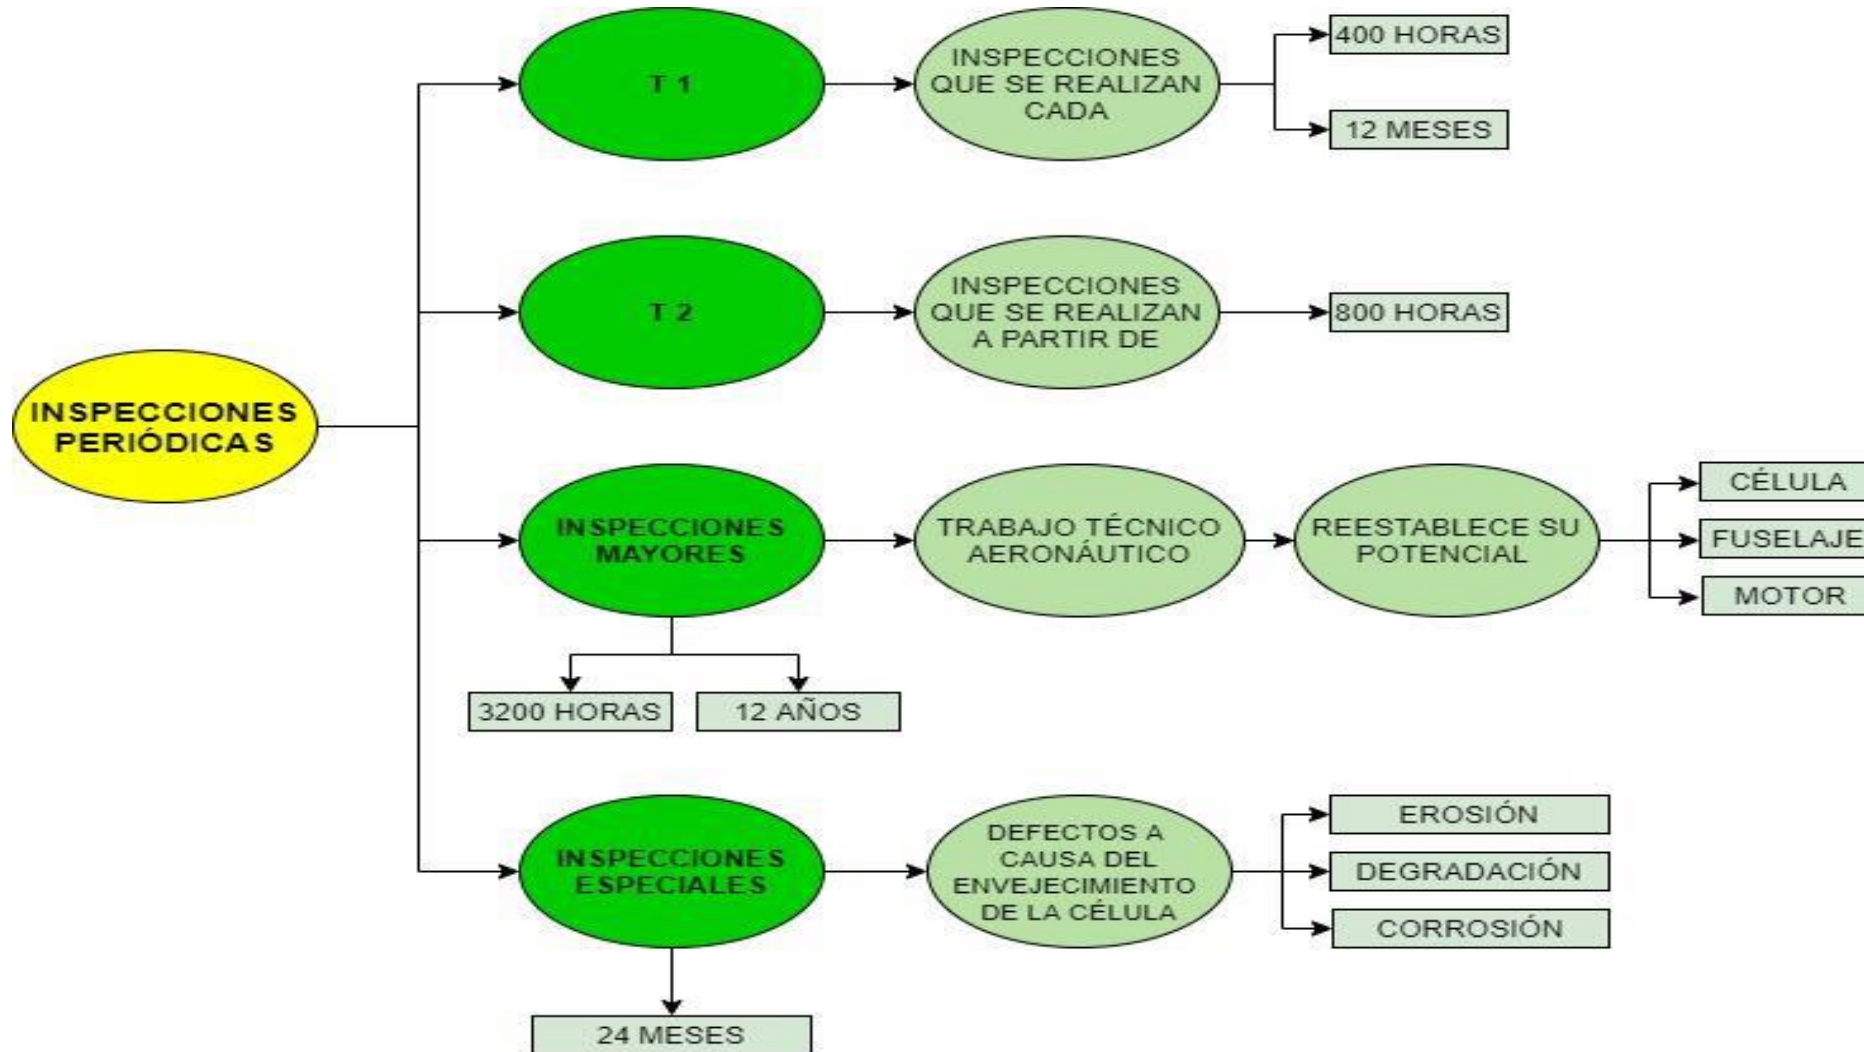 INSPECCIONES
PERIÓDICAS
T 1
INSPECCIONES
QUE SE REALIZAN
CADA
400 HORAS
12 MESES
T 2
INSPECCIONES
QUE SE REALIZAN
A PARTIR DE
800 HORAS
INSPECCIONES
MAYORES
3200 HORAS
12 AÑOS
TRABAJO TÉCNICO
AERONÁUTICO
REESTABLECE SU
POTENCIAL
CÉLULA
FUSELAJE
MOTOR
INSPECCIONES
ESPECIALES
24 MESES
DEFECTOS A
CAUSA DEL
ENVEJECIMIENTO
DE LA CÉLULA
EROSIÓN
DEGRADACIÓN
CORROSIÓN